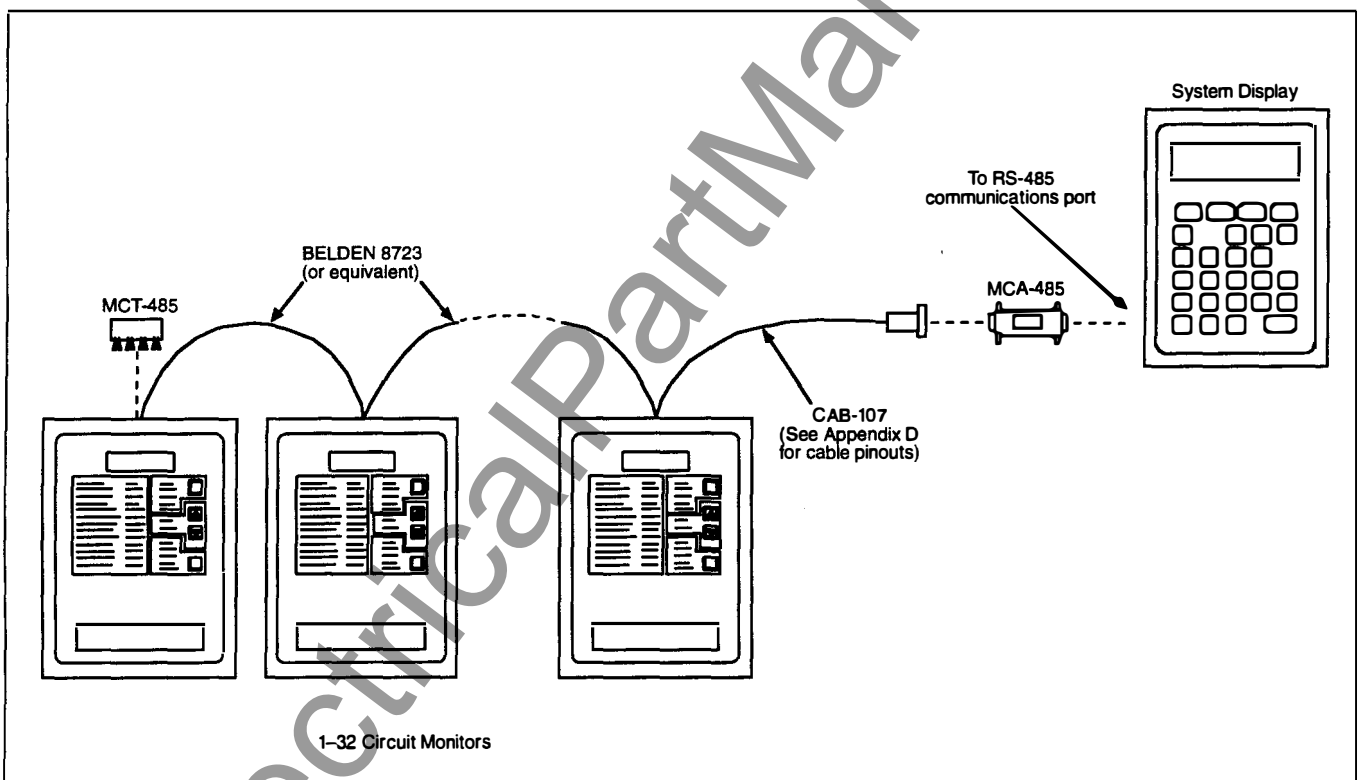 System Display
To RS-485
communications port
BELDEN 8723
(or equivalent)
MCT-485
MCA-485
CAB-107
(See Appendix D
for cable pinouts)
1–32 Circuit Monitors
ectricalPartMa